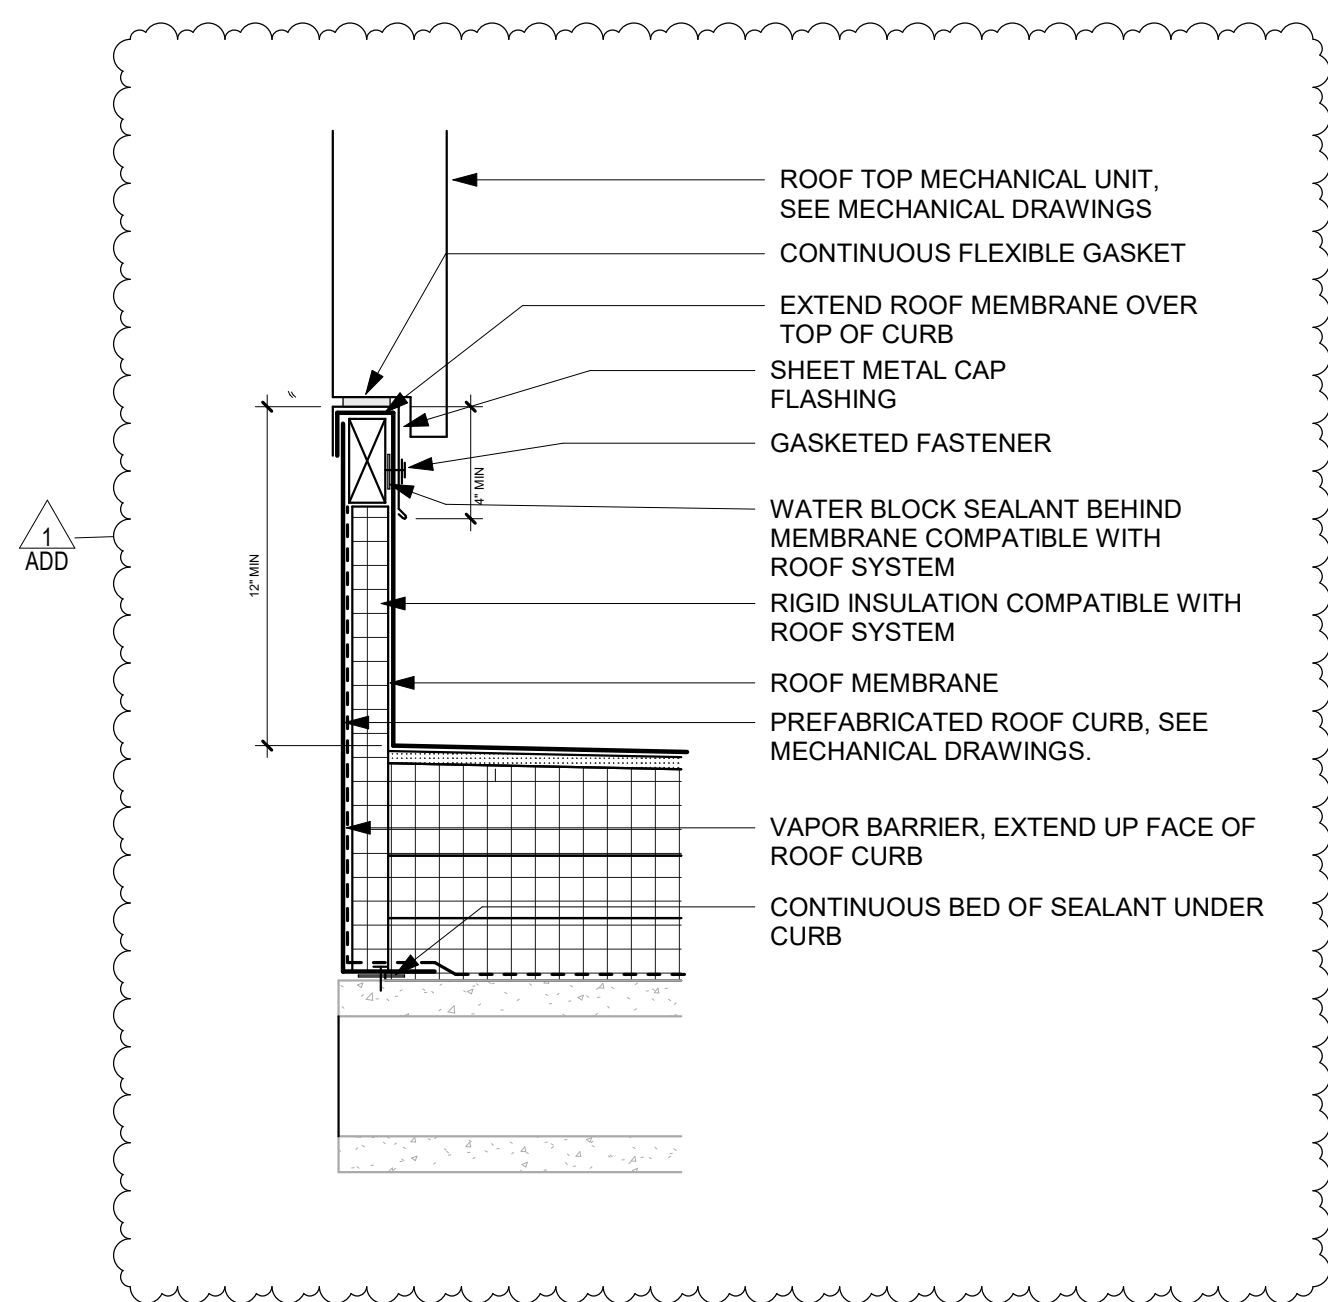 ROOF TOP MECHANICAL UNIT,
SEE MECHANICAL DRAWINGS
CONTINUOUS FLEXIBLE GASKET
EXTEND ROOF MEMBRANE OVER
TOP OF CURB
SHEET METAL CAP
FLASHING
GASKETED FASTENER
4" MIN
WATER BLOCK SEALANT BEHIND
MEMBRANE COMPATIBLE WITH
ROOF SYSTEM
1
ADD
12" MIN
RIGID INSULATION COMPATIBLE WITH
ROOF SYSTEM
ROOF MEMBRANE
PREFABRICATED ROOF CURB, SEE
MECHANICAL DRAWINGS.
VAPOR BARRIER, EXTEND UP FACE OF
ROOF CURB
CONTINUOUS BED OF SEALANT UNDER
CURB